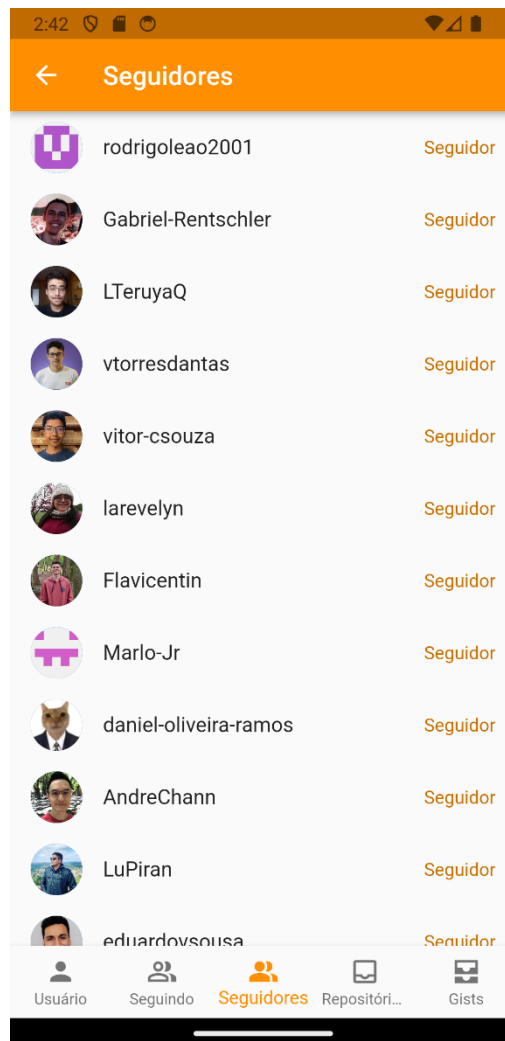 2:42
Seguidores
rodrigoleao2001 Seguidor
Gabriel-Rentschler Seguidor
LTeruyaQ Seguidor
vtorresdantas Seguidor
vitor-csouza Seguidor
larevelyn Seguidor
Flavicentin Seguidor
Marlo-Jr Seguidor
daniel-oliveira-ramos Seguidor
AndreChann Seguidor
LuPiran Seguidor
eduardovsousa Seguidor
Usuário Seguindo Seguidores Repositóri... Gists